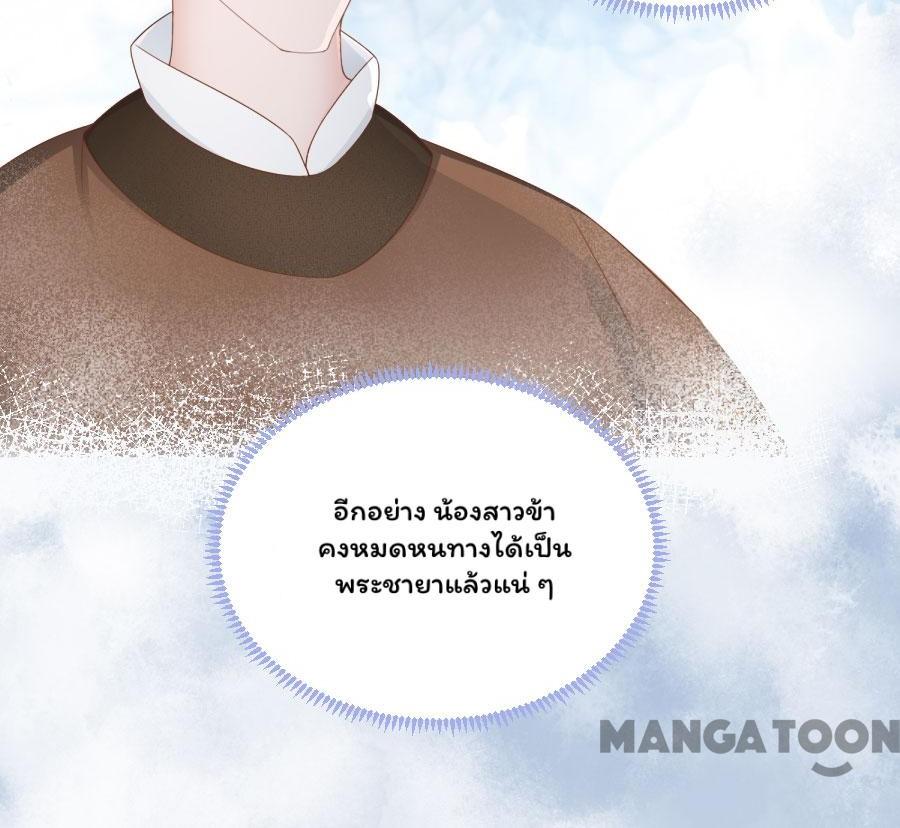 อีกอย่าง น้องสาวข้า
คงหมดหนทางได้เป็น
พระชายาแล้วแน่ ๆ
MANGATOON